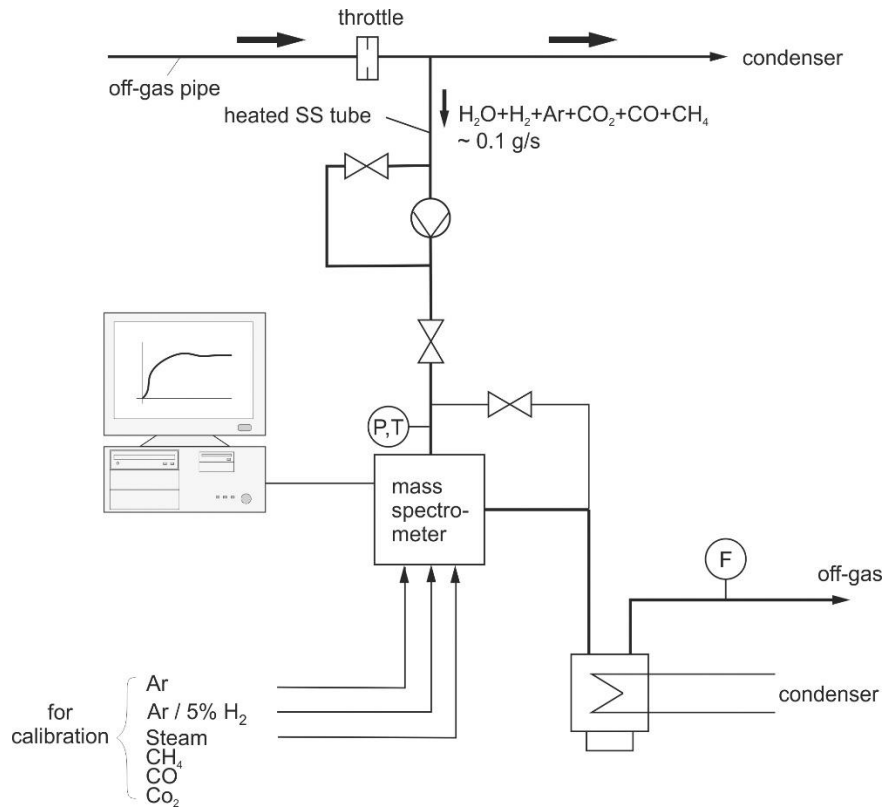 throttle
off-gas pipe
condenser
heated SS tube
H₂O+H₂+Ar+CO₂+CO+CH₄
~ 0.1 g/s
P,T
mass
spectro-
meter
F
off-gas
condenser
for
calibration
Ar
Ar / 5% H₂
Steam
CH₄
CO
Co₂